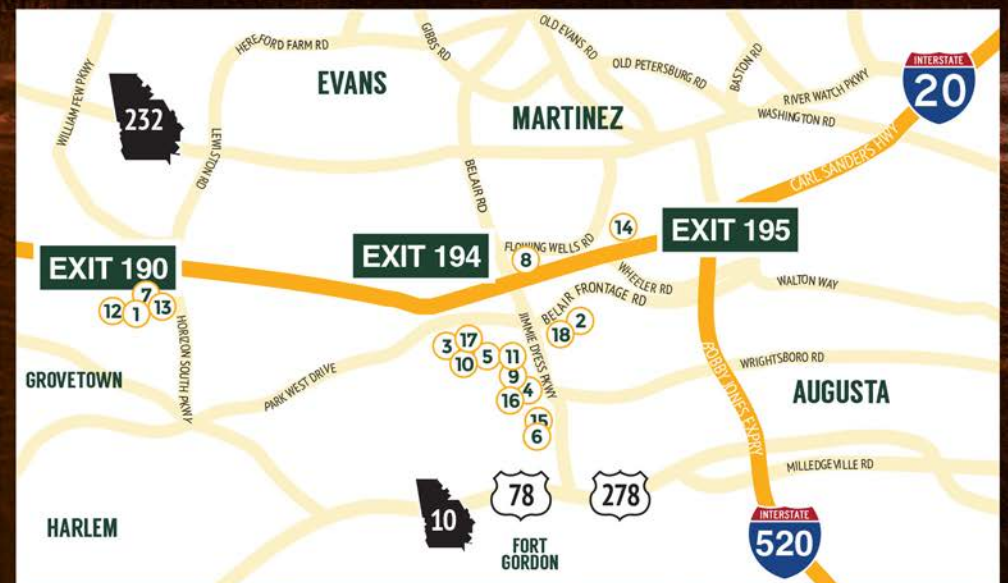 HEREFORD FARM RD
GIBBS RD
OLD EVANS RD
OLD PETERSBURG RD
BASTON RD
INTERSTATE
20
WILLIAM FEW PKWY
232
EVANS
MARTINEZ
RIVER WATCH PKWY
WASHINGTON RD
LEWISTON RD
BELAIR RD
CARL SANDERS HWY
EXIT 190
EXIT 194
FLOWING WELLS RD
14
EXIT 195
8
WHEELER RD
WALTON WAY
7
12
1
13
HORIZON SOUTH PKWY
JIMMIE DYESS PKWY
BELAIR FRONTAGE RD
2
18
3
17
10
5
11
9
4
16
15
6
GROVETOWN
PARK WEST DRIVE
BOBBY JONES EXPRY
WRIGHTSBORO RD
AUGUSTA
MILLEDGEVILLE RD
HARLEM
10
78
278
FORT
GORDON
INTERSTATE
520